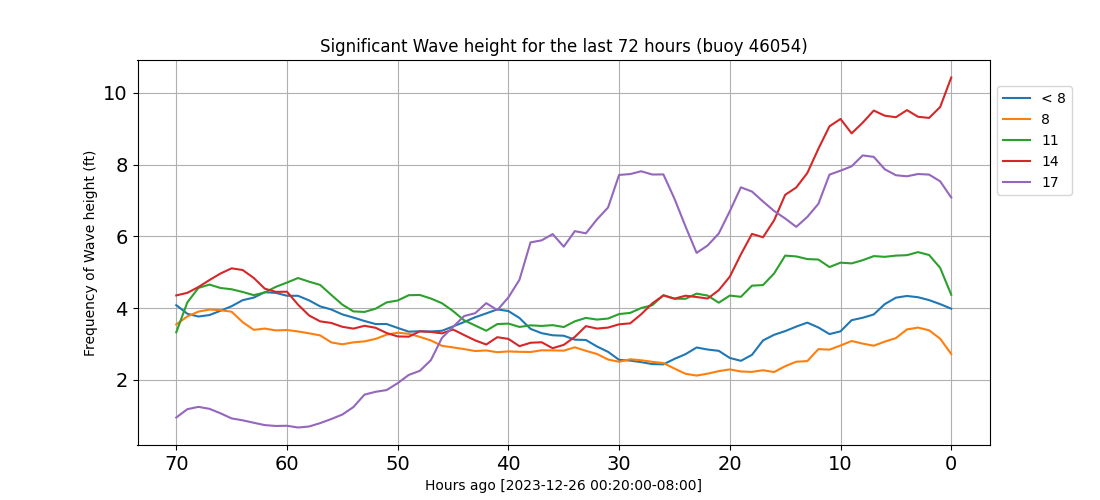 Significant Wave height for the last 72 hours (buoy 46054)
Frequency of Wave height (ft)
10
8
6
4
2
70 60 50 40 30 20 10 0
Hours ago [2023-12-26 00:20:00-08:00]
< 8
8
11
14
17